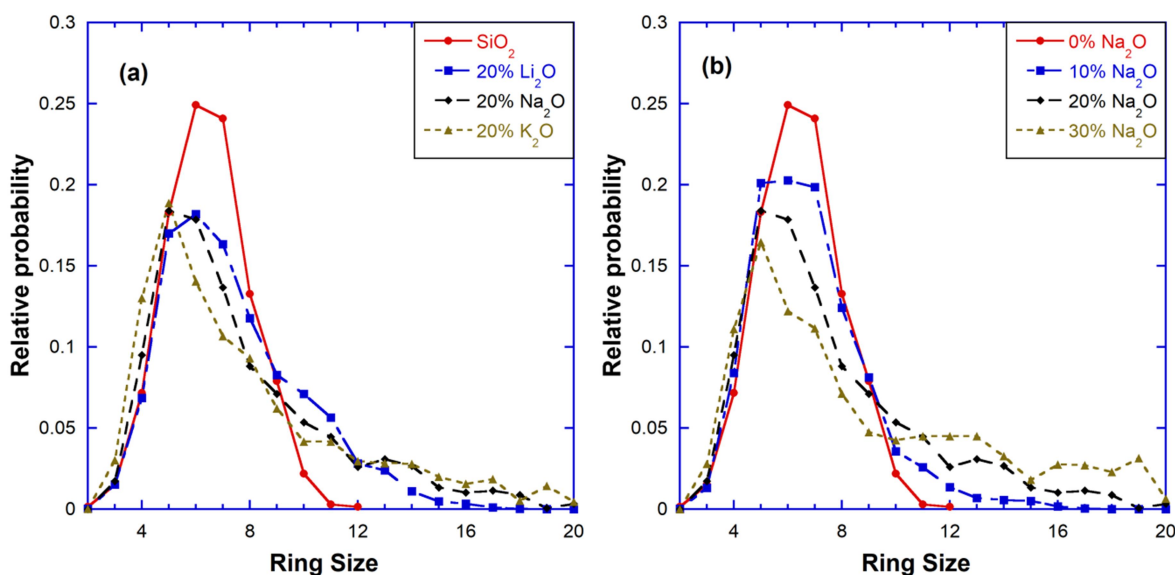 (a)
SiO₂
20% Li₂O
20% Na₂O
20% K₂O
Relative probability
0.3
0.25
0.2
0.15
0.1
0.05
0
4 8 12 16 20
Ring Size
(b)
0% Na₂O
10% Na₂O
20% Na₂O
30% Na₂O
Relative probability
0.3
0.25
0.2
0.15
0.1
0.05
0
4 8 12 16 20
Ring Size